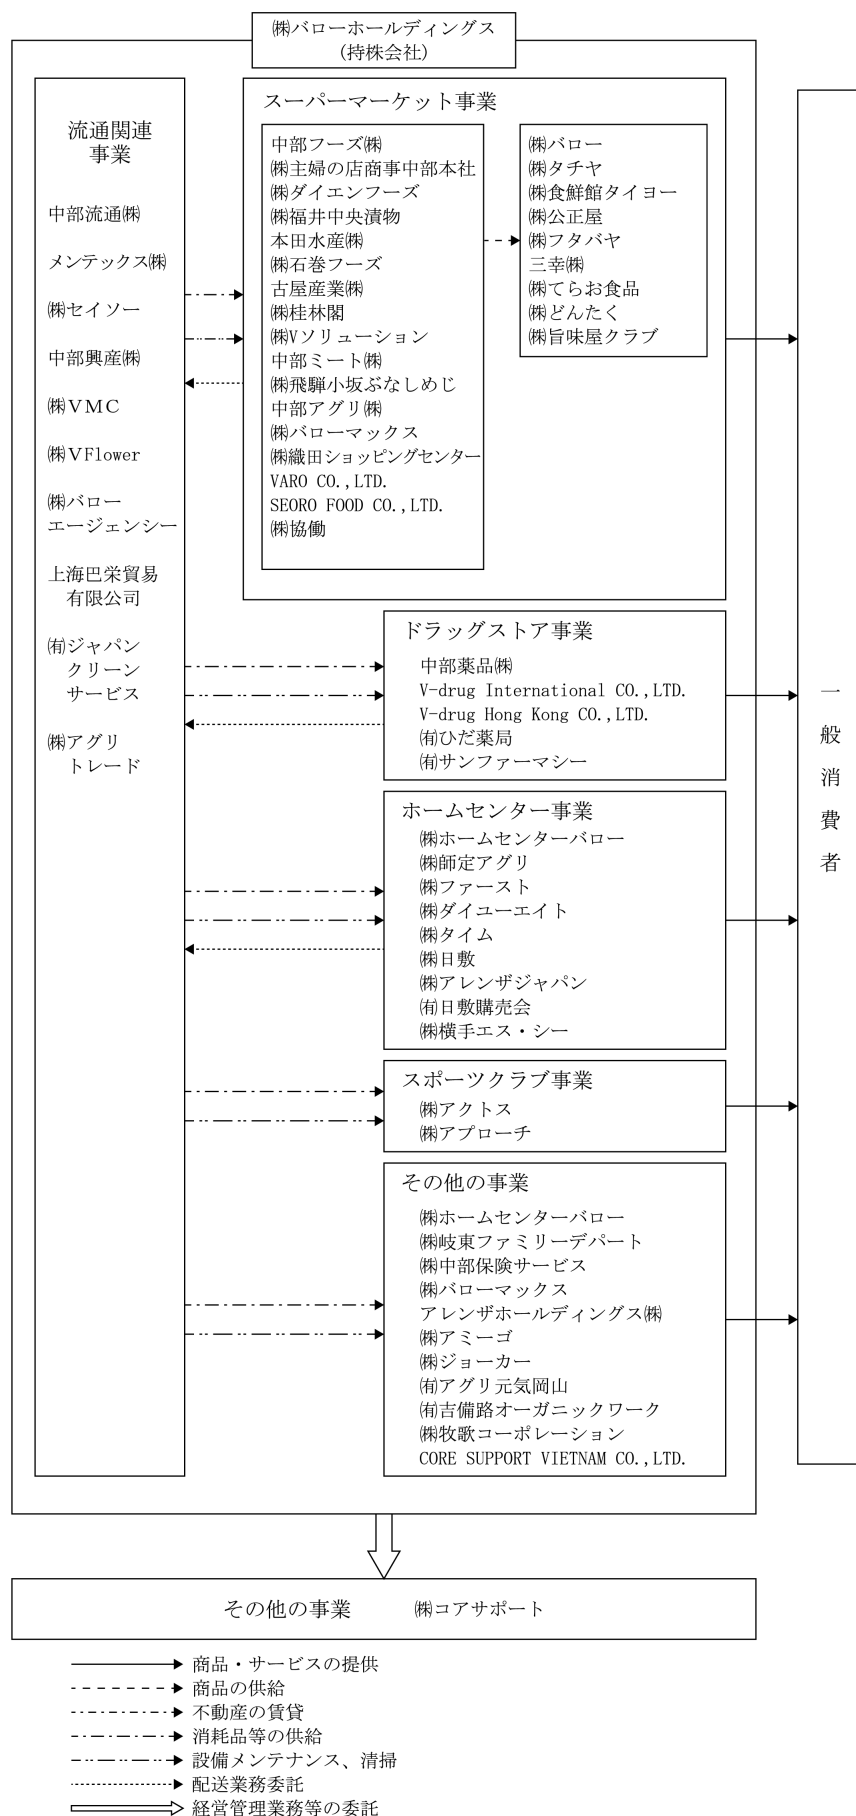 ㈱バローホールディングス
(持株会社)
流通関連
事業
中部流通㈱
メンテックス㈱
㈱セイソー
中部興産㈱
㈱VMC
㈱VFlower
㈱バロー
エージェンシー
上海巴栄貿易
有限公司
㈲ジャパン
クリーン
サービス
㈱アグリ
トレード
スーパーマーケット事業
中部フーズ㈱
㈱主婦の店商事中部本社
㈱ダイエンフーズ
㈱福井中央漬物
本田水産㈱
㈱石巻フーズ
古屋産業㈱
㈱桂林閣
㈱Vソリューション
中部ミート㈱
㈱飛騨小坂ぶなしめじ
中部アグリ㈱
㈱バローマックス
㈱織田ショッピングセンター
VARO CO.,LTD.
SEORO FOOD CO.,LTD.
㈱協働
㈱バロー
㈱タチヤ
㈱食鮮館タイヨー
㈱公正屋
㈱フタバヤ
三幸㈱
㈱てらお食品
㈱どんたく
㈱旨味屋クラブ
ドラッグストア事業
中部薬品㈱
V-drug International CO.,LTD.
V-drug Hong Kong CO.,LTD.
㈲ひだ薬局
㈲サンファーマシー
ホームセンター事業
㈱ホームセンターバロー
㈱師定アグリ
㈱ファースト
㈱ダイユーエイト
㈱タイム
㈱日敷
㈱アレンザジャパン
㈲日敷購売会
㈱横手エス・シー
スポーツクラブ事業
㈱アクトス
㈱アプローチ
その他の事業
㈱ホームセンターバロー
㈱岐東ファミリーデパート
㈱中部保険サービス
㈱バローマックス
アレンザホールディングス㈱
㈱アミーゴ
㈱ジョーカー
㈲アグリ元気岡山
㈲吉備路オーガニックワーク
㈱牧歌コーポレーション
CORE SUPPORT VIETNAM CO.,LTD.
一般消費者
その他の事業 ㈱コアサポート
商品・サービスの提供
商品の供給
不動産の賃貸
消耗品等の供給
設備メンテナンス、清掃
配送業務委託
経営管理業務等の委託